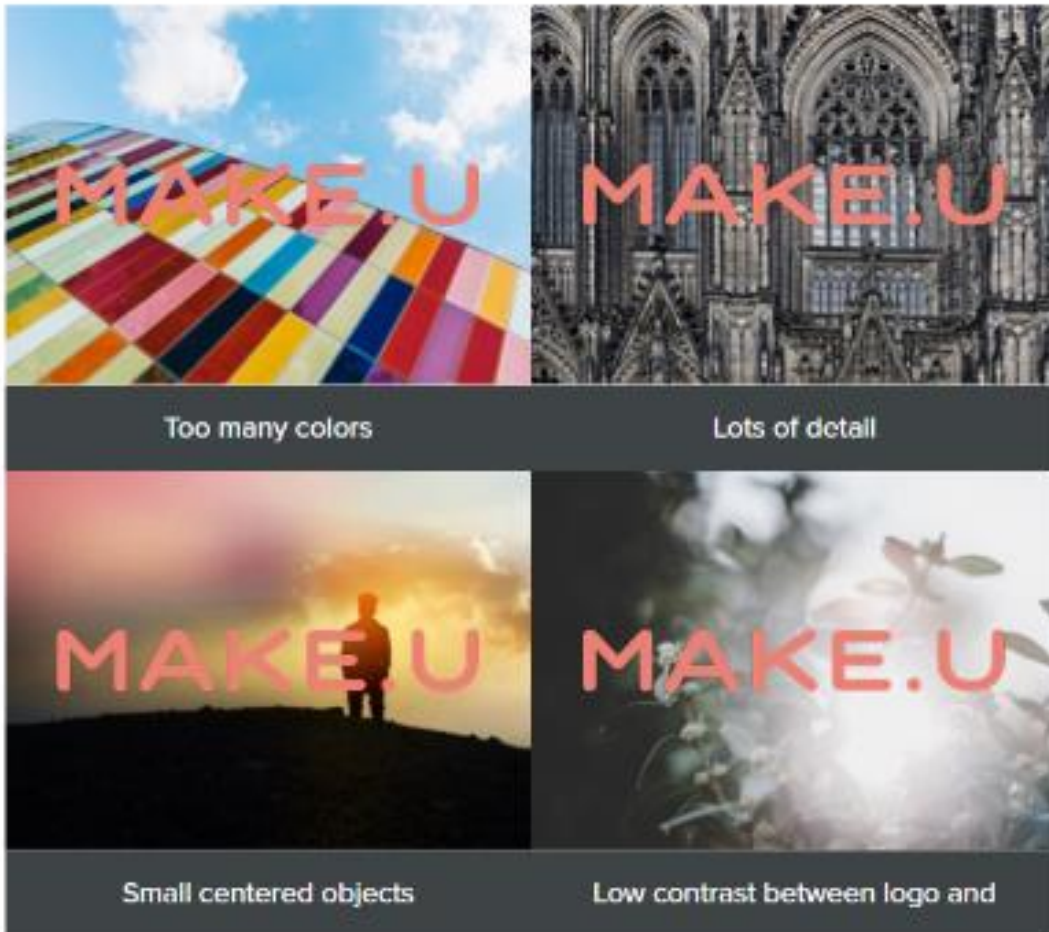 MAKE.U
MAKE.U
Too many colors
Lots of detail
MAKE.U
MAKE.U
Small centered objects
Low contrast between logo and